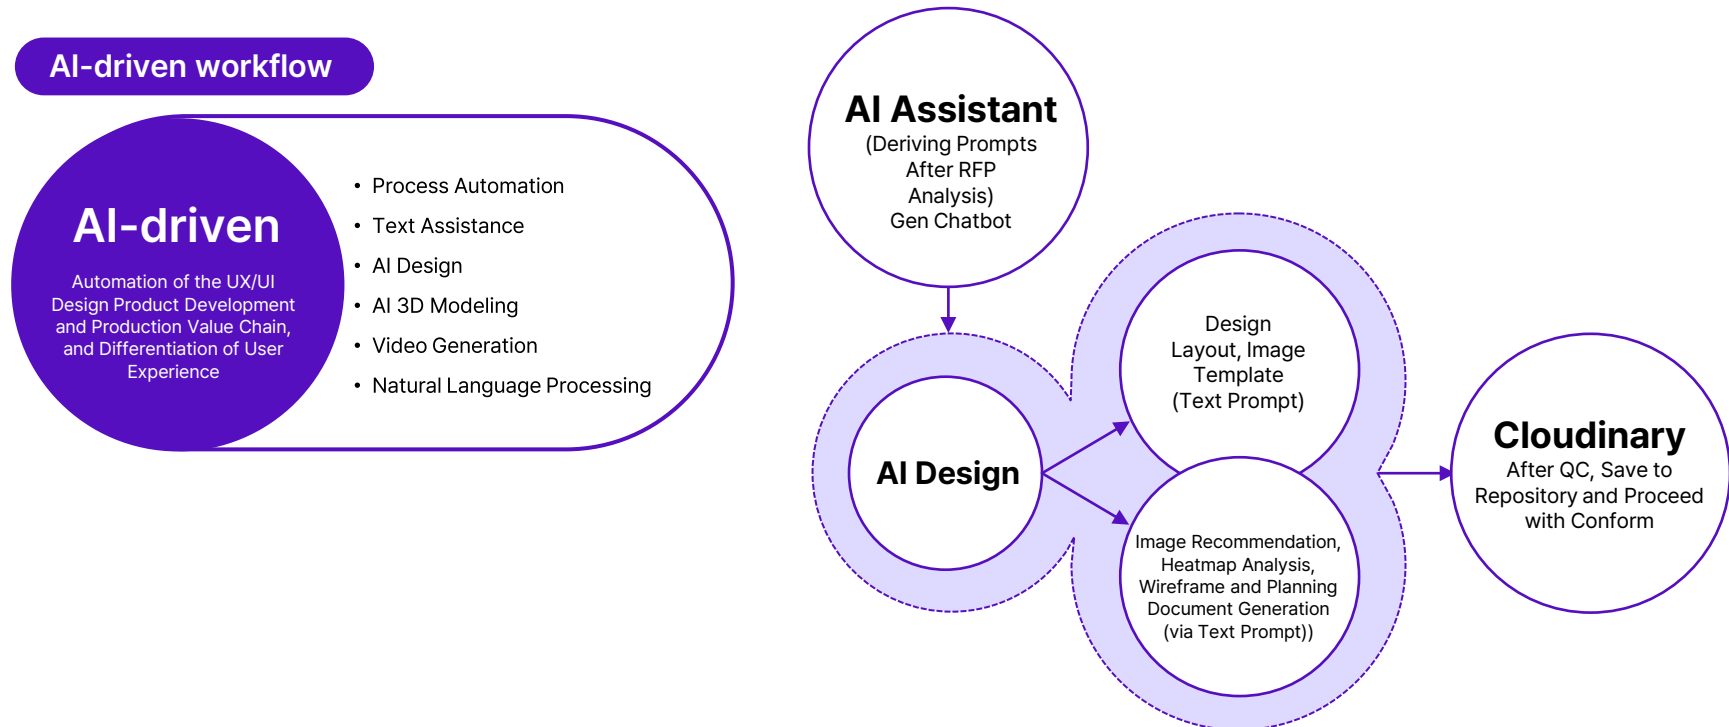 AI-driven workflow
AI-driven
Automation of the UX/UI
Design Product Development
and Production Value Chain,
and Differentiation of User
Experience
• Process Automation
• Text Assistance
• AI Design
• AI 3D Modeling
• Video Generation
• Natural Language Processing
AI Assistant
(Deriving Prompts
After RFP
Analysis)
Gen Chatbot
AI Design
Design
Layout, Image
Template
(Text Prompt)
Image Recommendation,
Heatmap Analysis,
Wireframe and Planning
Document Generation
(via Text Prompt))
Cloudinary
After QC, Save to
Repository and Proceed
with Conform